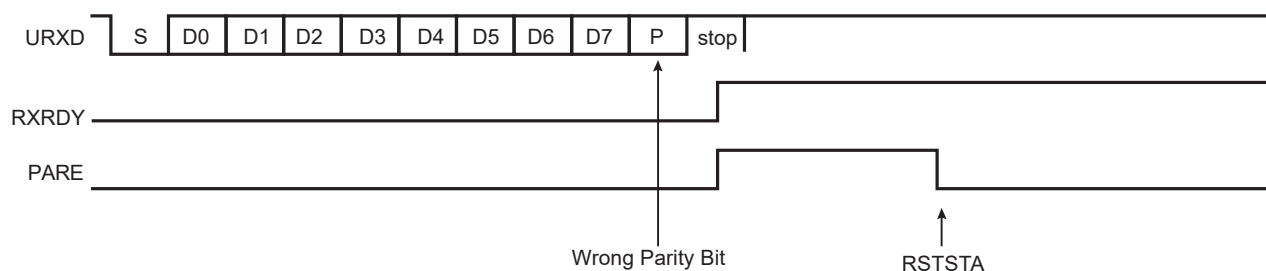 URXD S D0 D1 D2 D3 D4 D5 D6 D7 P stop
RXRDY
PARE
Wrong Parity Bit RSTSTA